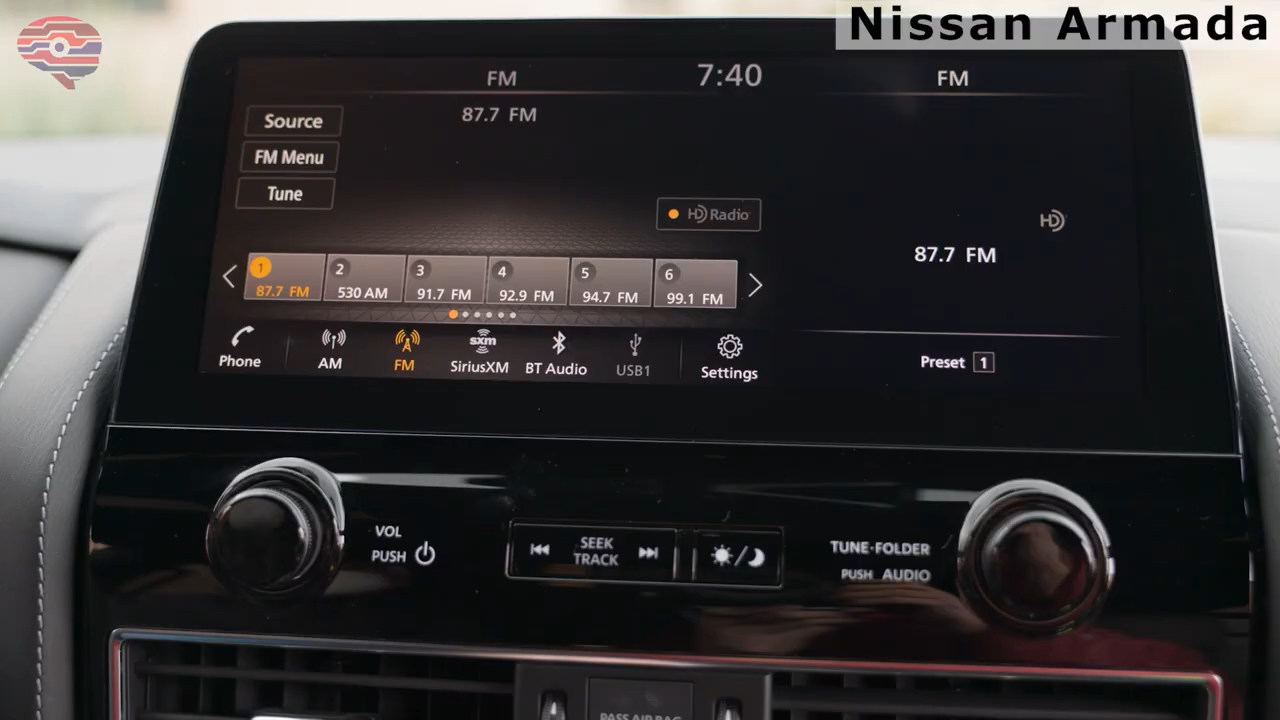 Nissan Armada
FM
7:40
FM
87.7 FM
Source
FM Menu
Tune
HD Radio
HD
87.7 FM
1
87.7 FM
2
530 AM
3
91.7 FM
4
92.9 FM
5
94.7 FM
6
99.1 FM
Phone
AM
FM
sxm
SiriusXM
BT Audio
USB1
Settings
Preset 1
VOL
PUSH
SEEK
TRACK
TUNE·FOLDER
PUSH AUDIO
PASS AIR BAG